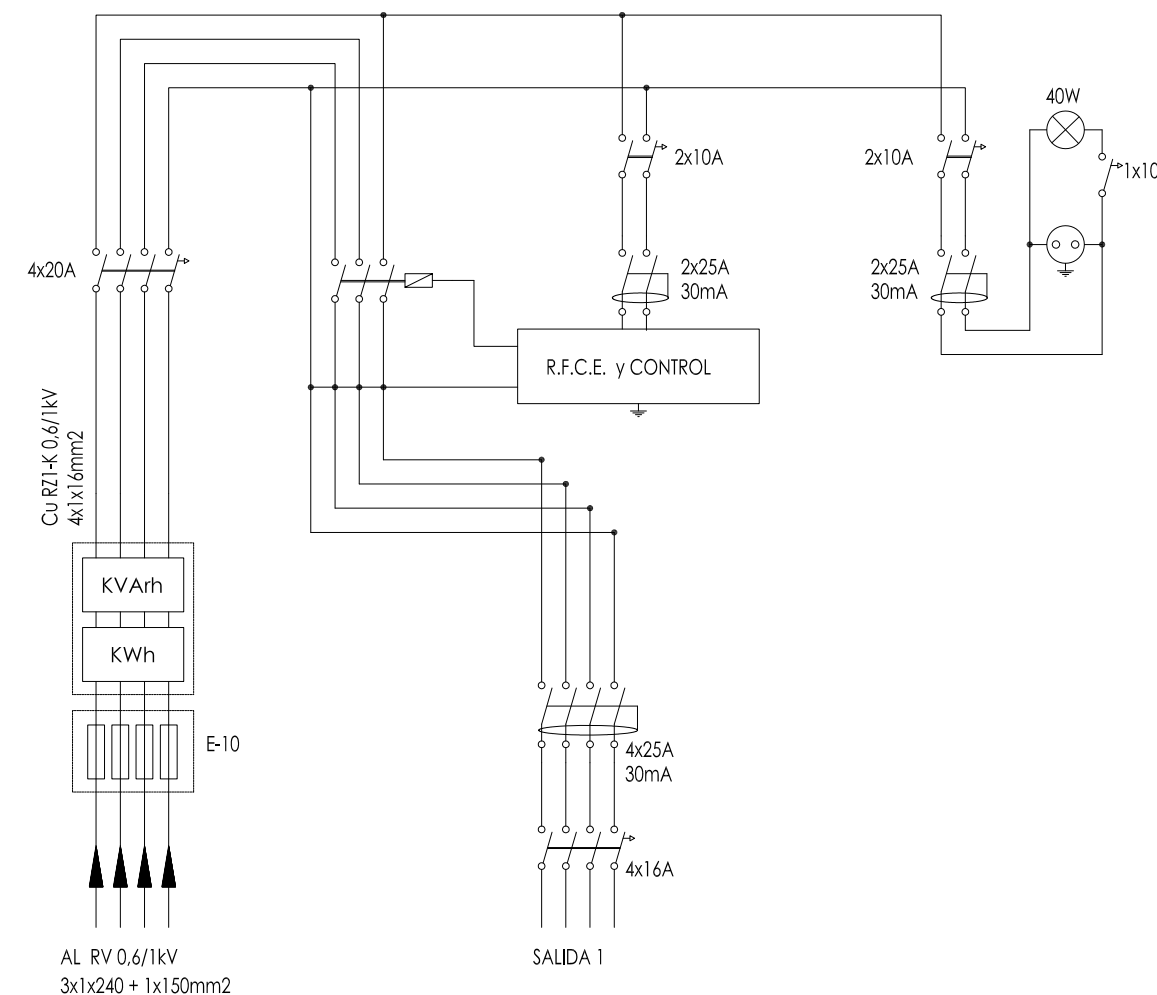 40W
2x10A
2x10A
1x10
4x20A
2x25A
30mA
2x25A
30mA
R.F.C.E. y CONTROL
Cu RZ1-K 0,6/1kV
4x1x16mm2
KVArh
KWh
E-10
4x25A
30mA
4x16A
AL RV 0,6/1kV
3x1x240 + 1x150mm2
SALIDA 1